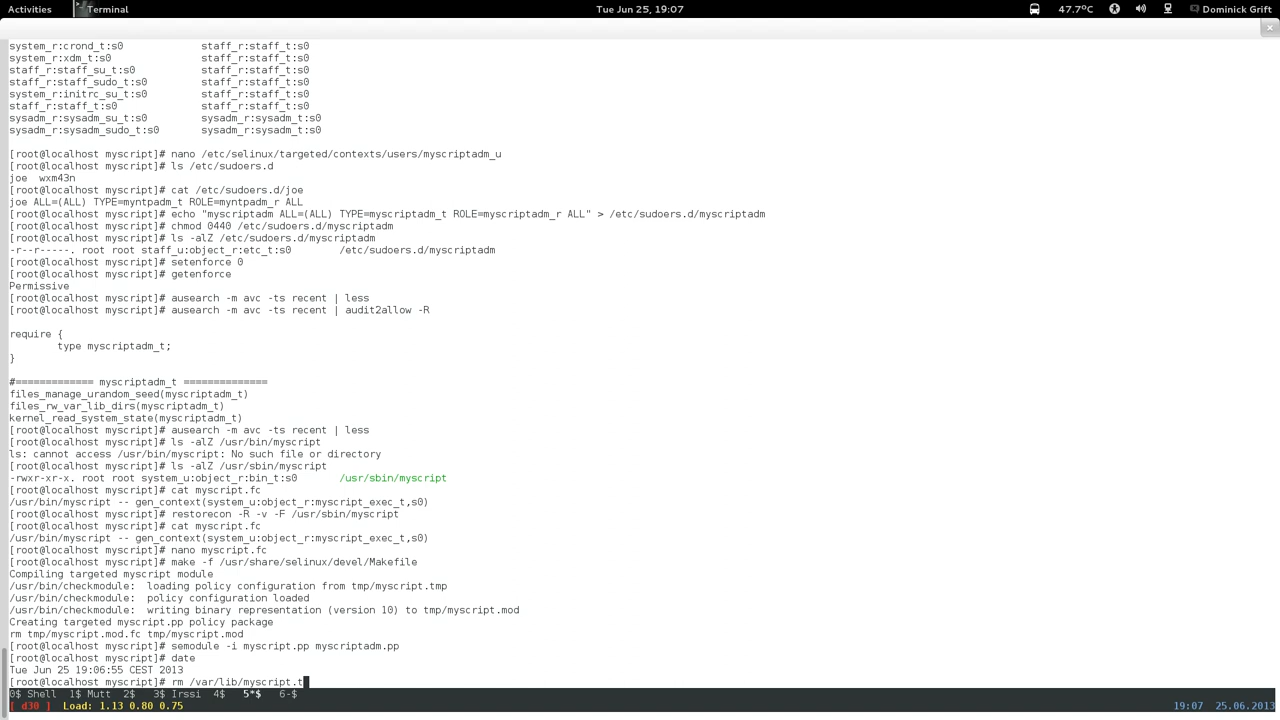 Activities Terminal Tue Jun 25, 19:07 47.7°C Dominick Grift
system_r:crond_t:s0 staff_r:staff_t:s0
system_r:xdm_t:s0 staff_r:staff_t:s0
staff_r:staff_su_t:s0 staff_r:staff_t:s0
staff_r:staff_sudo_t:s0 staff_r:staff_t:s0
system_r:initrc_su_t:s0 staff_r:staff_t:s0
staff_r:staff_t:s0 staff_r:staff_t:s0
sysadm_r:sysadm_su_t:s0 sysadm_r:sysadm_t:s0
sysadm_r:sysadm_sudo_t:s0 sysadm_r:sysadm_t:s0
[root@localhost myscript]# nano /etc/selinux/targeted/contexts/users/myscriptadm_u
[root@localhost myscript]# ls /etc/sudoers.d
joe wxm43n
[root@localhost myscript]# cat /etc/sudoers.d/joe
joe ALL=(ALL) TYPE=myntpadm_t ROLE=myntpadm_r ALL
[root@localhost myscript]# echo "myscriptadm ALL=(ALL) TYPE=myscriptadm_t ROLE=myscriptadm_r ALL" > /etc/sudoers.d/myscriptadm
[root@localhost myscript]# chmod 0440 /etc/sudoers.d/myscriptadm
[root@localhost myscript]# ls -alZ /etc/sudoers.d/myscriptadm
-r--r-----. root root staff_u:object_r:etc_t:s0 /etc/sudoers.d/myscriptadm
[root@localhost myscript]# setenforce 0
[root@localhost myscript]# getenforce
Permissive
[root@localhost myscript]# ausearch -m avc -ts recent | less
[root@localhost myscript]# ausearch -m avc -ts recent | audit2allow -R
require {
type myscriptadm_t;
}
#============= myscriptadm_t ==============
files_manage_urandom_seed(myscriptadm_t)
files_rw_var_lib_dirs(myscriptadm_t)
kernel_read_system_state(myscriptadm_t)
[root@localhost myscript]# ausearch -m avc -ts recent | less
[root@localhost myscript]# ls -alZ /usr/bin/myscript
ls: cannot access /usr/bin/myscript: No such file or directory
[root@localhost myscript]# ls -alZ /usr/sbin/myscript
-rwxr-xr-x. root root system_u:object_r:bin_t:s0 /usr/sbin/myscript
[root@localhost myscript]# cat myscript.fc
/usr/bin/myscript -- gen_context(system_u:object_r:myscript_exec_t,s0)
[root@localhost myscript]# restorecon -R -v -F /usr/sbin/myscript
[root@localhost myscript]# cat myscript.fc
/usr/bin/myscript -- gen_context(system_u:object_r:myscript_exec_t,s0)
[root@localhost myscript]# nano myscript.fc
[root@localhost myscript]# make -f /usr/share/selinux/devel/Makefile
Compiling targeted myscript module
/usr/bin/checkmodule: loading policy configuration from tmp/myscript.tmp
/usr/bin/checkmodule: policy configuration loaded
/usr/bin/checkmodule: writing binary representation (version 10) to tmp/myscript.mod
Creating targeted myscript.pp policy package
rm tmp/myscript.mod.fc tmp/myscript.mod
[root@localhost myscript]# semodule -i myscript.pp myscriptadm.pp
[root@localhost myscript]# date
Tue Jun 25 19:06:55 CEST 2013
[root@localhost myscript]# rm /var/lib/myscript.t
0$ Shell 1$ Mutt 2$ 3$ Irssi 4$ 5*$ 6-$
[ d30 ] Load: 1.13 0.80 0.75 19:07 25.06.2013